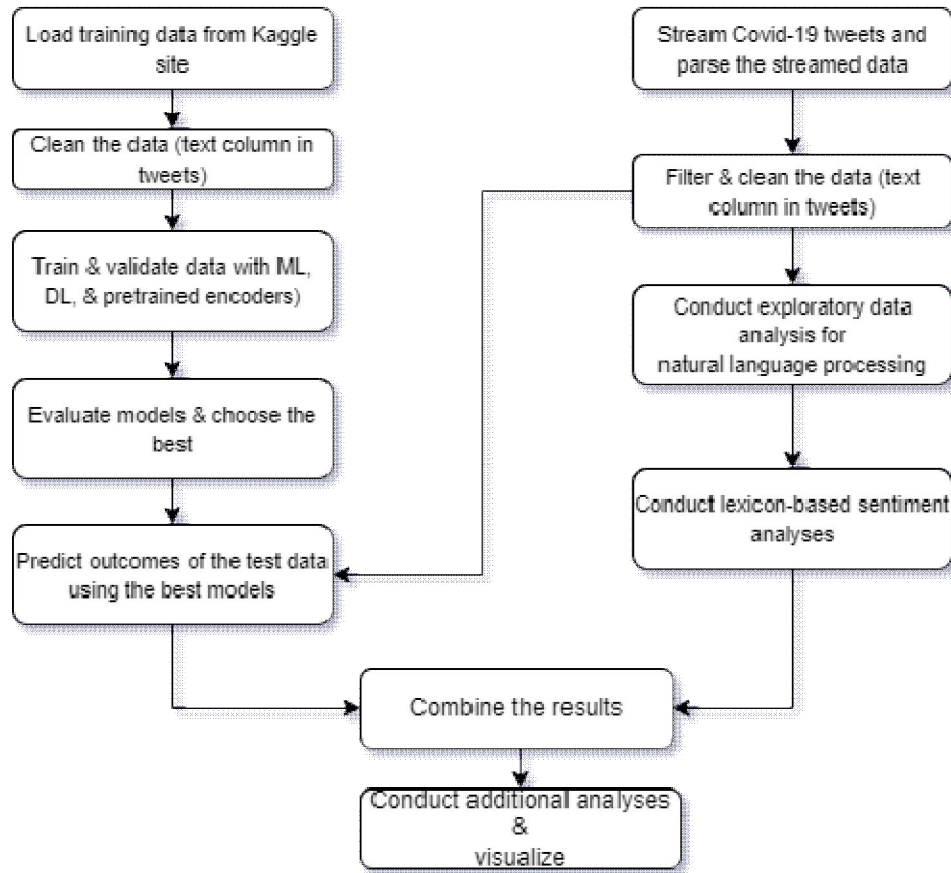 Load training data from Kaggle
site
Clean the data (text column in
tweets)
Train & validate data with ML,
DL, & pretrained encoders)
Evaluate models & choose the
best
Predict outcomes of the test data
using the best models
Stream Covid-19 tweets and
parse the streamed data
Filter & clean the data (text
column in tweets)
Conduct exploratory data
analysis for
natural language processing
Conduct lexicon-based sentiment
analyses
Combine the results
Conduct additional analyses
&
visualize